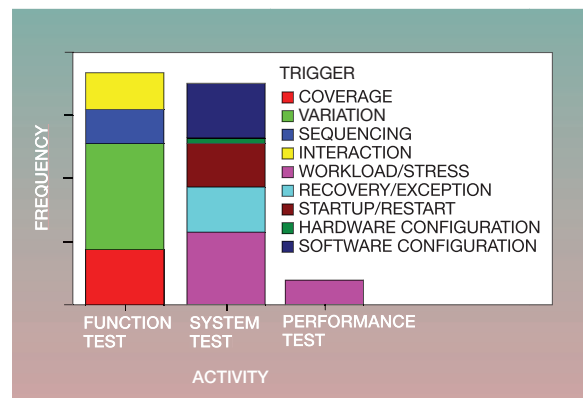 TRIGGER
COVERAGE
VARIATION
SEQUENCING
INTERACTION
WORKLOAD/STRESS
RECOVERY/EXCEPTION
STARTUP/RESTART
HARDWARE CONFIGURATION
SOFTWARE CONFIGURATION
FREQUENCY
FUNCTION
TEST
SYSTEM
TEST
PERFORMANCE
TEST
ACTIVITY